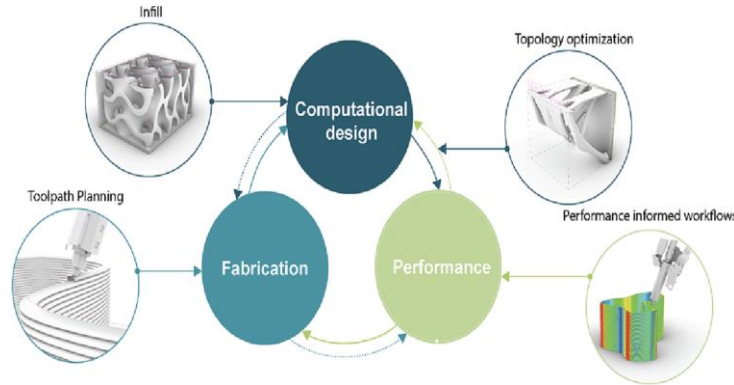 Infill
Topology optimization
Computational
design
Toolpath Planning
Performance informed workflows
Fabrication
Performance